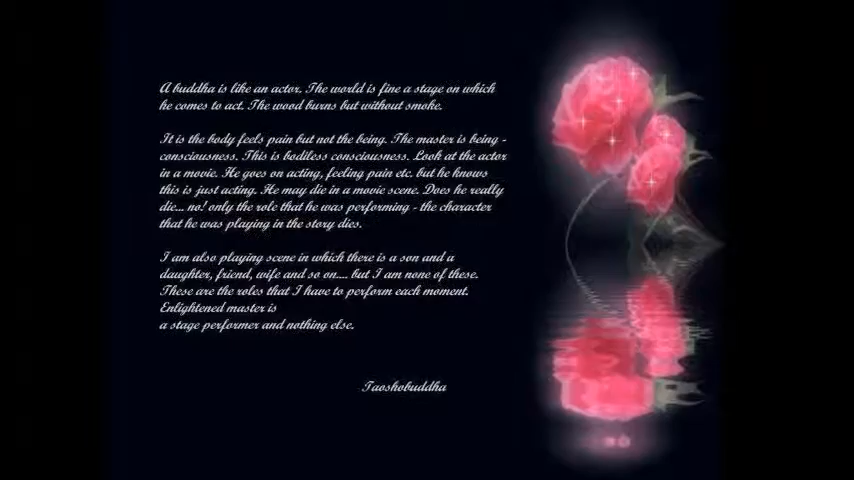 A buddha is like an actor. The world is fine a stage on which
he comes to act. The wood burns but without smoke.
It is the body feels pain but not the being. The master is being -
consciousness. This is bodiless consciousness. Look at the actor
in a movie. He goes on acting, feeling pain etc. but he knows
this is just acting. He may die in a movie scene. Does he really
die... no! only the role that he was performing - the character
that he was playing in the story dies.
I am also playing scene in which there is a son and a
daughter, friend, wife and so on.... but I am none of these.
These are the roles that I have to perform each moment.
Enlightened master is
a stage performer and nothing else.
Taoshobuddha